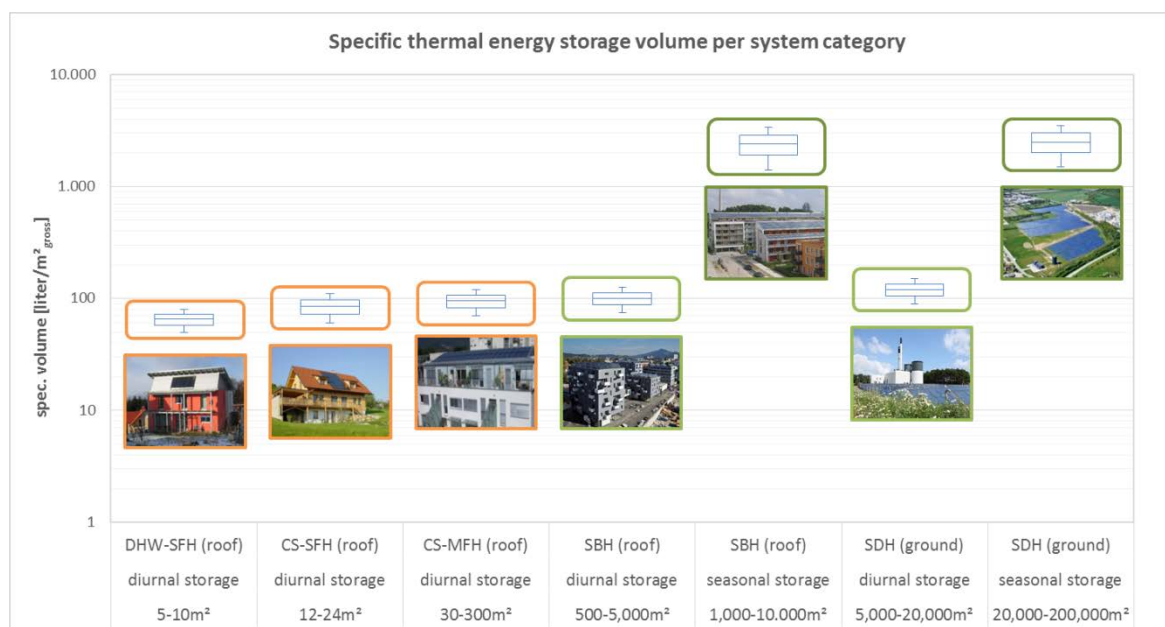 Specific thermal energy storage volume per system category
10.000
1.000
100
10
1
spec. volume [liter/m²gross]
DHW-SFH (roof)
diurnal storage
5-10m²
CS-SFH (roof)
diurnal storage
12-24m²
CS-MFH (roof)
diurnal storage
30-300m²
SBH (roof)
diurnal storage
500-5,000m²
SBH (roof)
seasonal storage
1,000-10.000m²
SDH (ground)
diurnal storage
5,000-20,000m²
SDH (ground)
seasonal storage
20,000-200,000m²